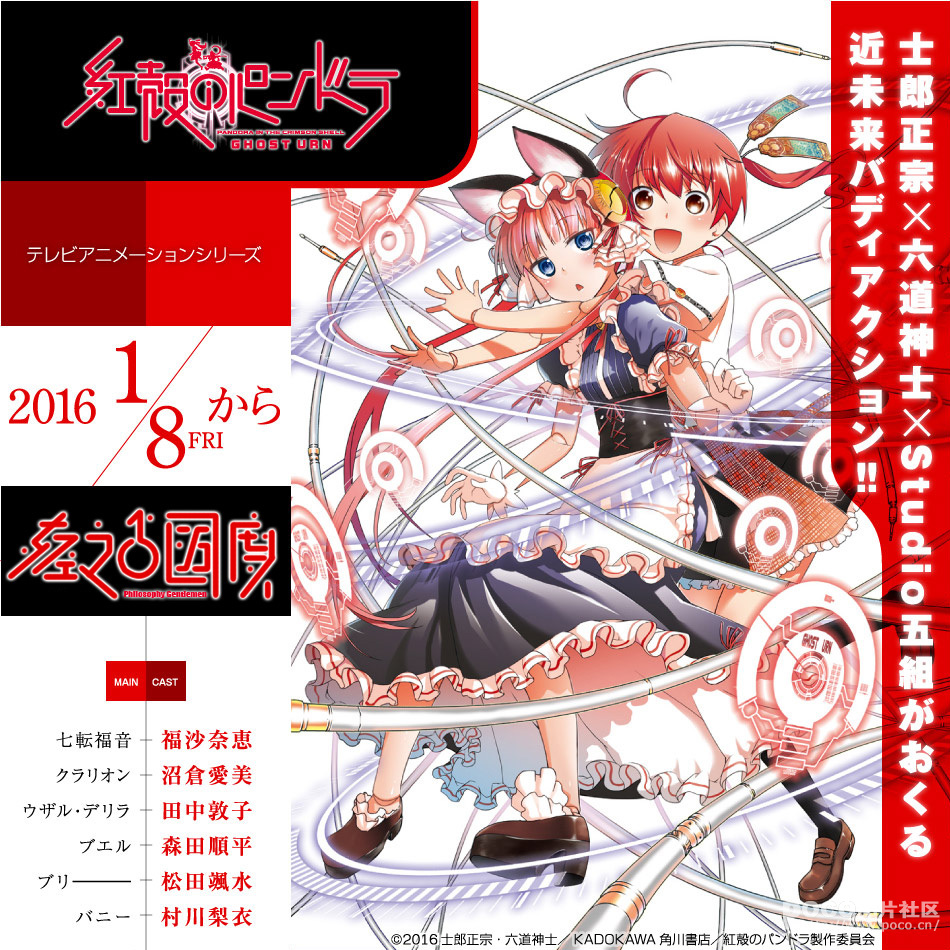 紅殻のパンドラ
PANDORA IN THE CRIMSON SHELL
GHOST URN
テレビアニメーションシリーズ
2016 1/8 FRI から
Philosophy Gentlemen
MAIN CAST
七転福音 福沙奈恵
クラリオン 沼倉愛美
ウザル・デリラ 田中敦子
ブエル 森田順平
ブリ─── 松田颯水
バニー 村川梨衣
士郎正宗×六道神士×Studio五組がおくる
近未来バディアクション!!
GHOST URN
©2016 士郎正宗・六道神士／KADOKAWA 角川書店／紅殻のパンドラ製作委員会